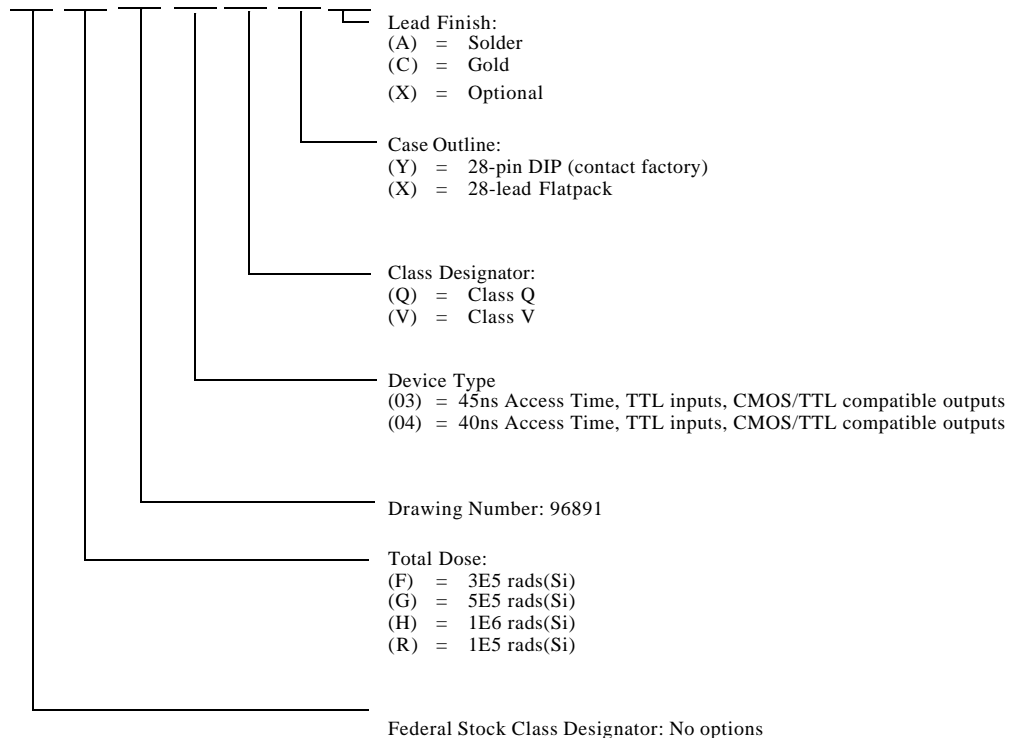 Lead Finish:
(A) = Solder
(C) = Gold
(X) = Optional
Case Outline:
(Y) = 28-pin DIP (contact factory)
(X) = 28-lead Flatpack
Class Designator:
(Q) = Class Q
(V) = Class V
Device Type
(03) = 45ns Access Time, TTL inputs, CMOS/TTL compatible outputs
(04) = 40ns Access Time, TTL inputs, CMOS/TTL compatible outputs
Drawing Number: 96891
Total Dose:
(F) = 3E5 rads(Si)
(G) = 5E5 rads(Si)
(H) = 1E6 rads(Si)
(R) = 1E5 rads(Si)
Federal Stock Class Designator: No options